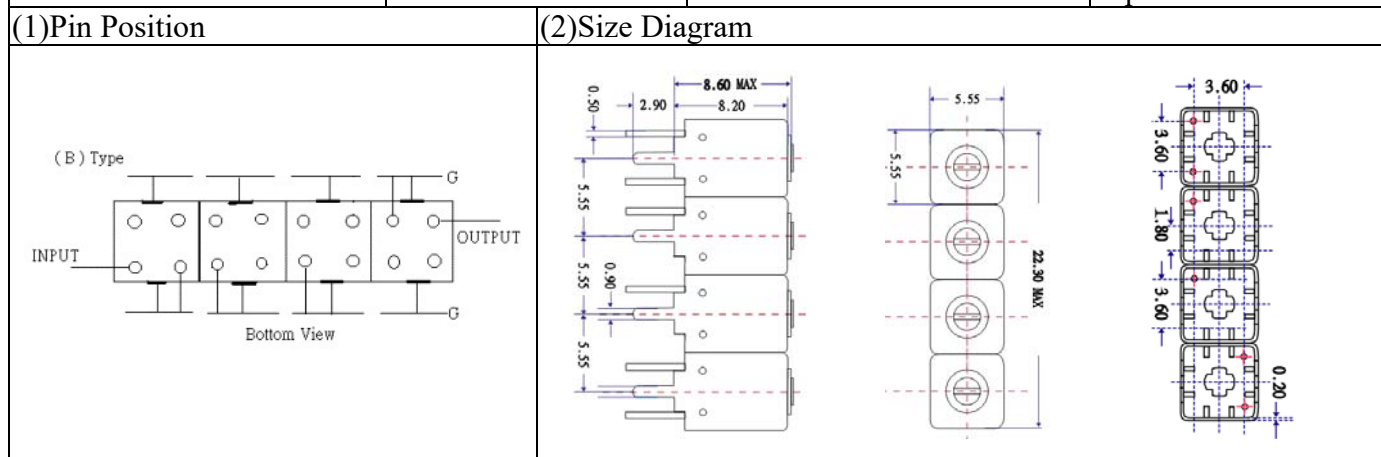 (1)Pin Position
(2)Size Diagram
(B) Type
G
INPUT
OUTPUT
G
Bottom View
8.60 MAX
2.90
8.20
0.50
5.55
5.55
0.90
5.55
5.55
5.55
22.30 MAX
3.60
3.60
1.80
3.60
0.20